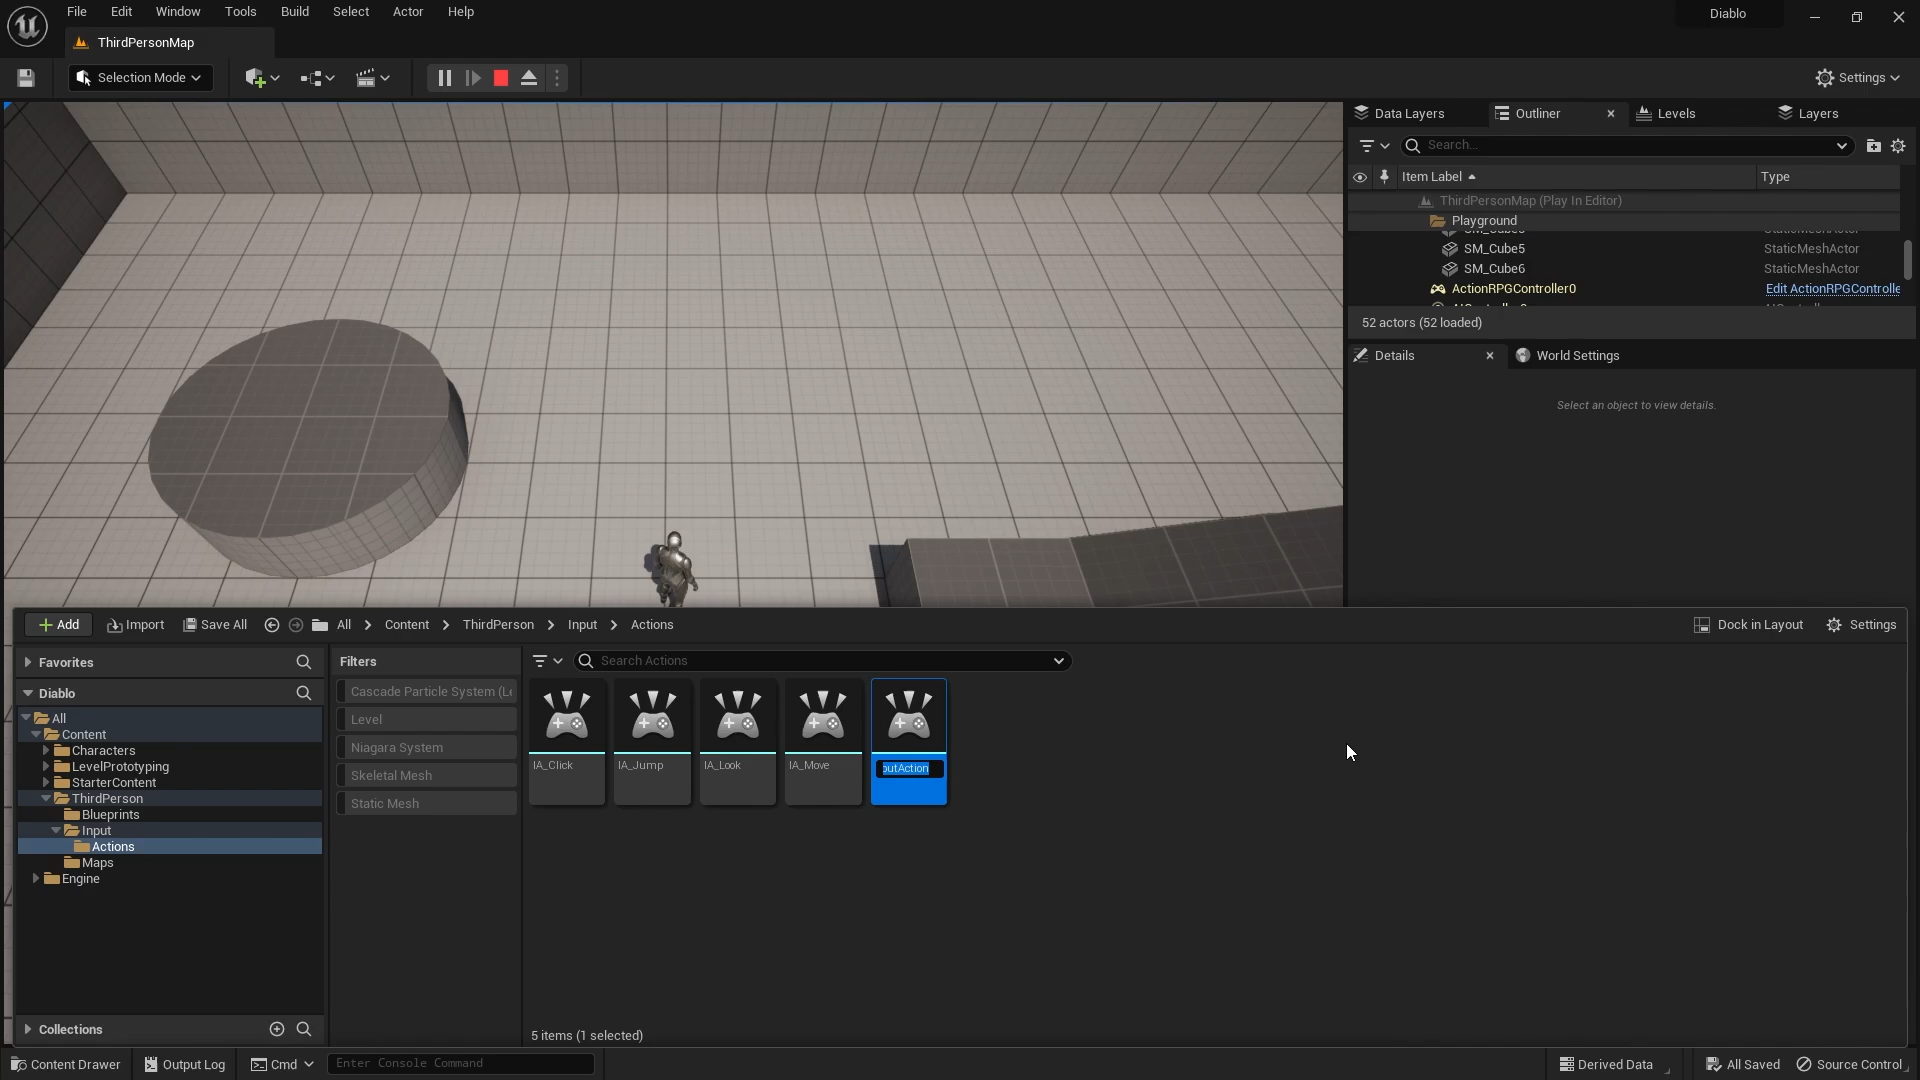 File Edit Window Tools Build Select Actor Help
Diablo
ThirdPersonMap
Selection Mode
Settings
Data Layers
Outliner
Levels
Layers
Search...
Item Label
Type
ThirdPersonMap (Play In Editor)
Playground
SM_Cube5 StaticMeshActor
SM_Cube6 StaticMeshActor
ActionRPGController0 Edit ActionRPGControlle
52 actors (52 loaded)
Details
World Settings
Select an object to view details.
Add
Import
Save All
All
Content
ThirdPerson
Input
Actions
Dock in Layout
Settings
Favorites
Diablo
All
Content
Characters
LevelPrototyping
StarterContent
ThirdPerson
Blueprints
Input
Actions
Maps
Engine
Collections
Filters
Cascade Particle System (Le
Level
Niagara System
Skeletal Mesh
Static Mesh
Search Actions
IA_Click
IA_Jump
IA_Look
IA_Move
putAction
5 items (1 selected)
Content Drawer
Output Log
Cmd
Enter Console Command
Derived Data
All Saved
Source Control